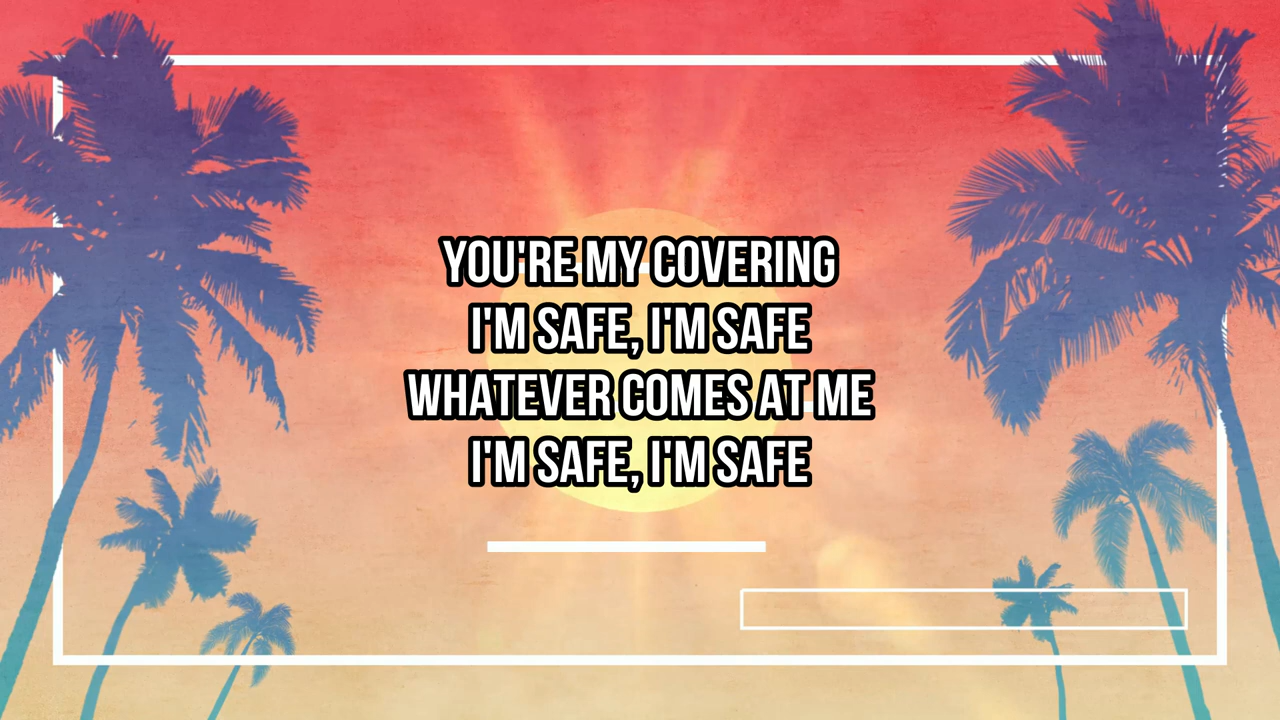 YOU'RE MY COVERING
I'M SAFE, I'M SAFE
WHATEVER COMES AT ME
I'M SAFE, I'M SAFE